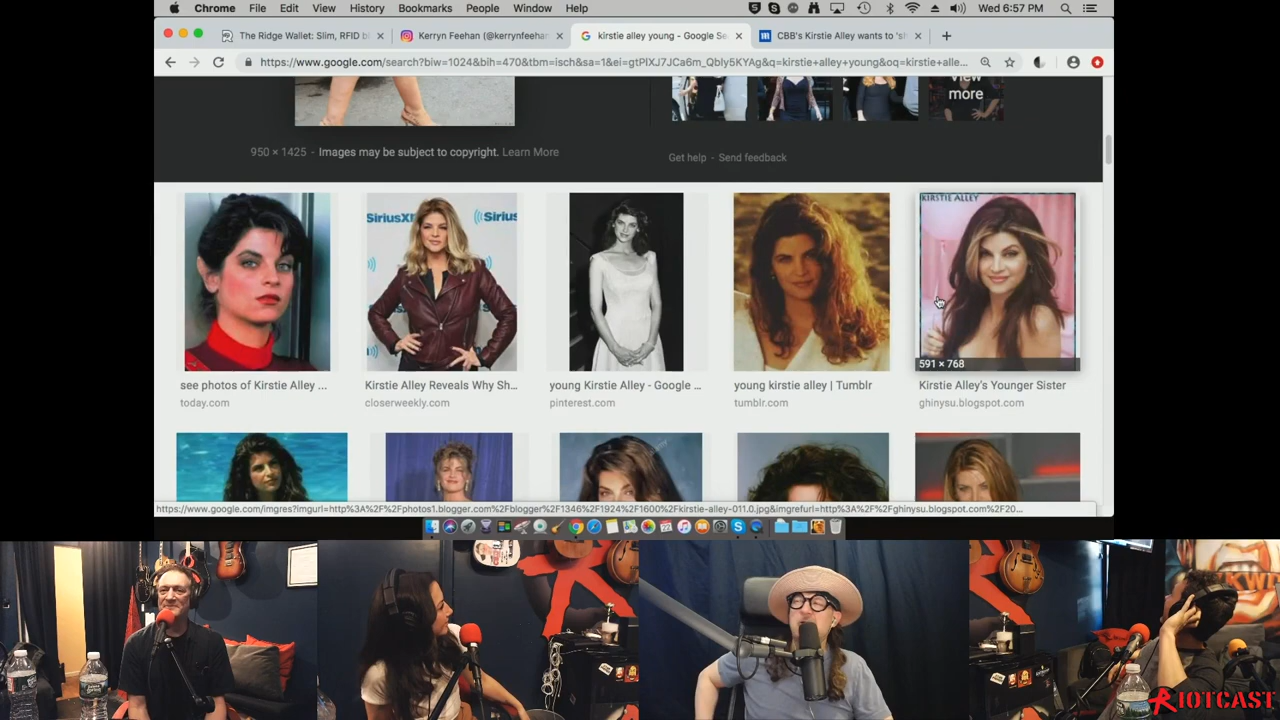 Chrome File Edit View History Bookmarks People Window Help Wed 6:57 PM
The Ridge Wallet: Slim, RFID bl Kerryn Feehan (@kerrynfeehan kirstie alley young - Google Se CBB's Kirstie Alley wants to 'sh
https://www.google.com/search?biw=1024&bih=470&tbm=isch&sa=1&ei=gtPIXJ7JCa6m_QbIy5KYAg&q=kirstie+alley+young&oq=kirstie+alle...
View
more
950 × 1425 - Images may be subject to copyright. Learn More
Get help - Send feedback
KIRSTIE ALLEY
SiriusXM ((Sirius
591 × 768
see photos of Kirstie Alley ... Kirstie Alley Reveals Why Sh... young Kirstie Alley - Google ... young kirstie alley | Tumblr Kirstie Alley's Younger Sister
today.com closerweekly.com pinterest.com tumblr.com ghinysu.blogspot.com
https://www.google.com/imgres?imgurl=http%3A%2F%2Fphotos1.blogger.com%2Fblogger%2F1346%2F1924%2F1600%2Fkirstie-alley-011.0.jpg&imgrefurl=http%3A%2F%2Fghinysu.blogspot.com%2F20...
RIOTCAST